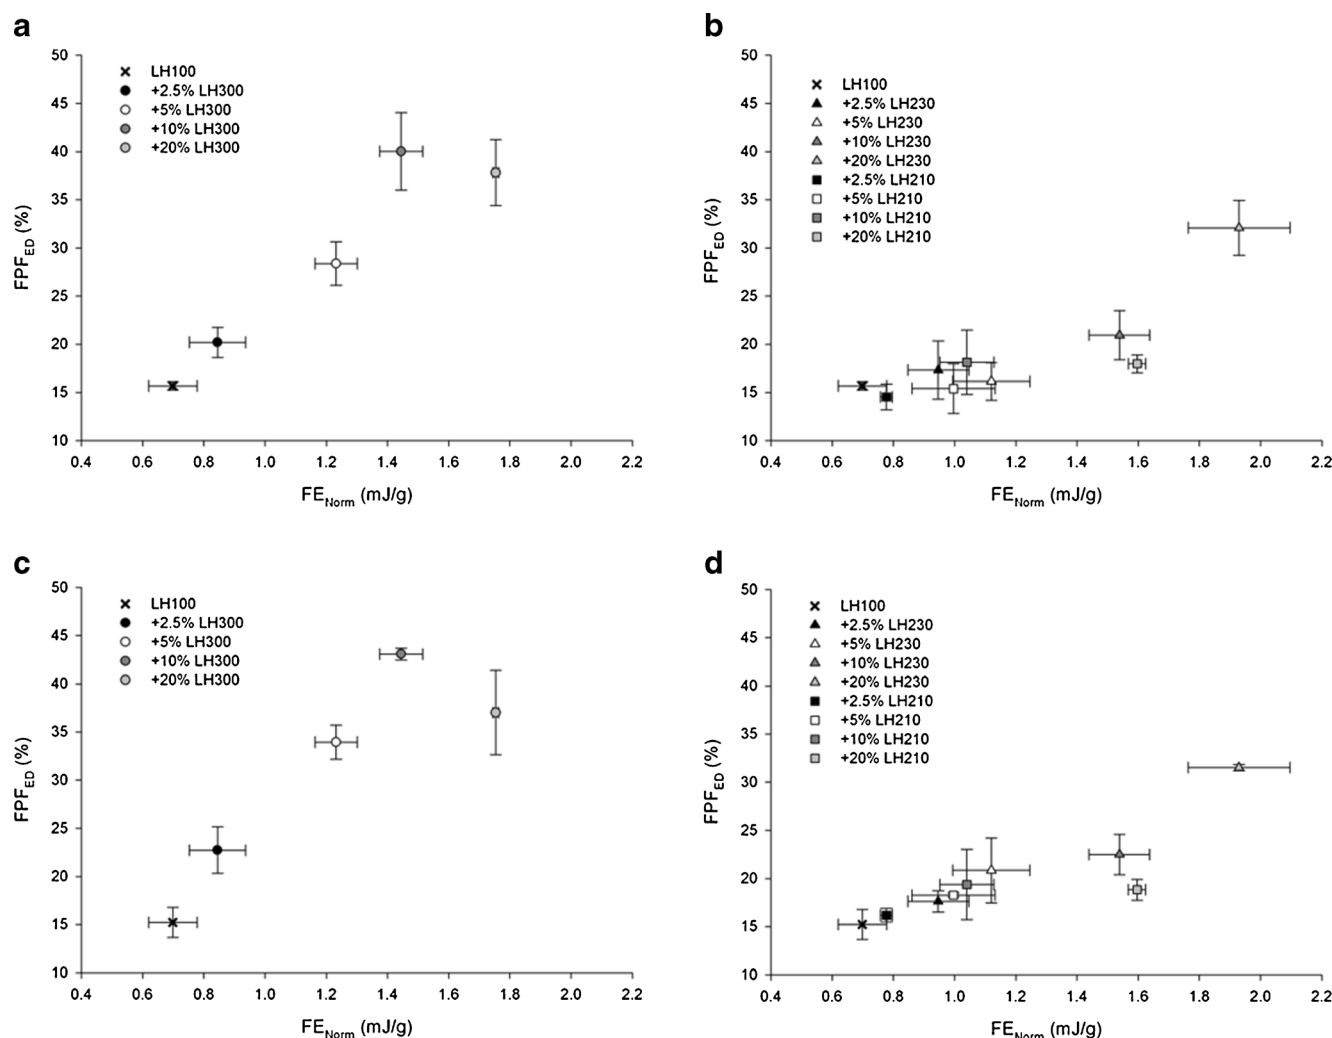 a
50
45
40
35
30
25
20
15
10
FPF_ED (%)
LH100
+2.5% LH300
+5% LH300
+10% LH300
+20% LH300
0.4 0.6 0.8 1.0 1.2 1.4 1.6 1.8 2.0 2.2
FE_Norm (mJ/g)
b
50
45
40
35
30
25
20
15
10
FPF_ED (%)
LH100
+2.5% LH230
+5% LH230
+10% LH230
+20% LH230
+2.5% LH210
+5% LH210
+10% LH210
+20% LH210
0.4 0.6 0.8 1.0 1.2 1.4 1.6 1.8 2.0 2.2
FE_Norm (mJ/g)
c
50
45
40
35
30
25
20
15
10
FPF_ED (%)
LH100
+2.5% LH300
+5% LH300
+10% LH300
+20% LH300
0.4 0.6 0.8 1.0 1.2 1.4 1.6 1.8 2.0 2.2
FE_Norm (mJ/g)
d
50
45
40
35
30
25
20
15
10
FPF_ED (%)
LH100
+2.5% LH230
+5% LH230
+10% LH230
+20% LH230
+2.5% LH210
+5% LH210
+10% LH210
+20% LH210
0.4 0.6 0.8 1.0 1.2 1.4 1.6 1.8 2.0 2.2
FE_Norm (mJ/g)